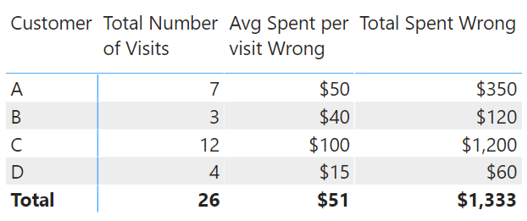 Customer Total Number of Visits Avg Spent per visit Wrong Total Spent Wrong
A 7 $50 $350
B 3 $40 $120
C 12 $100 $1,200
D 4 $15 $60
Total 26 $51 $1,333